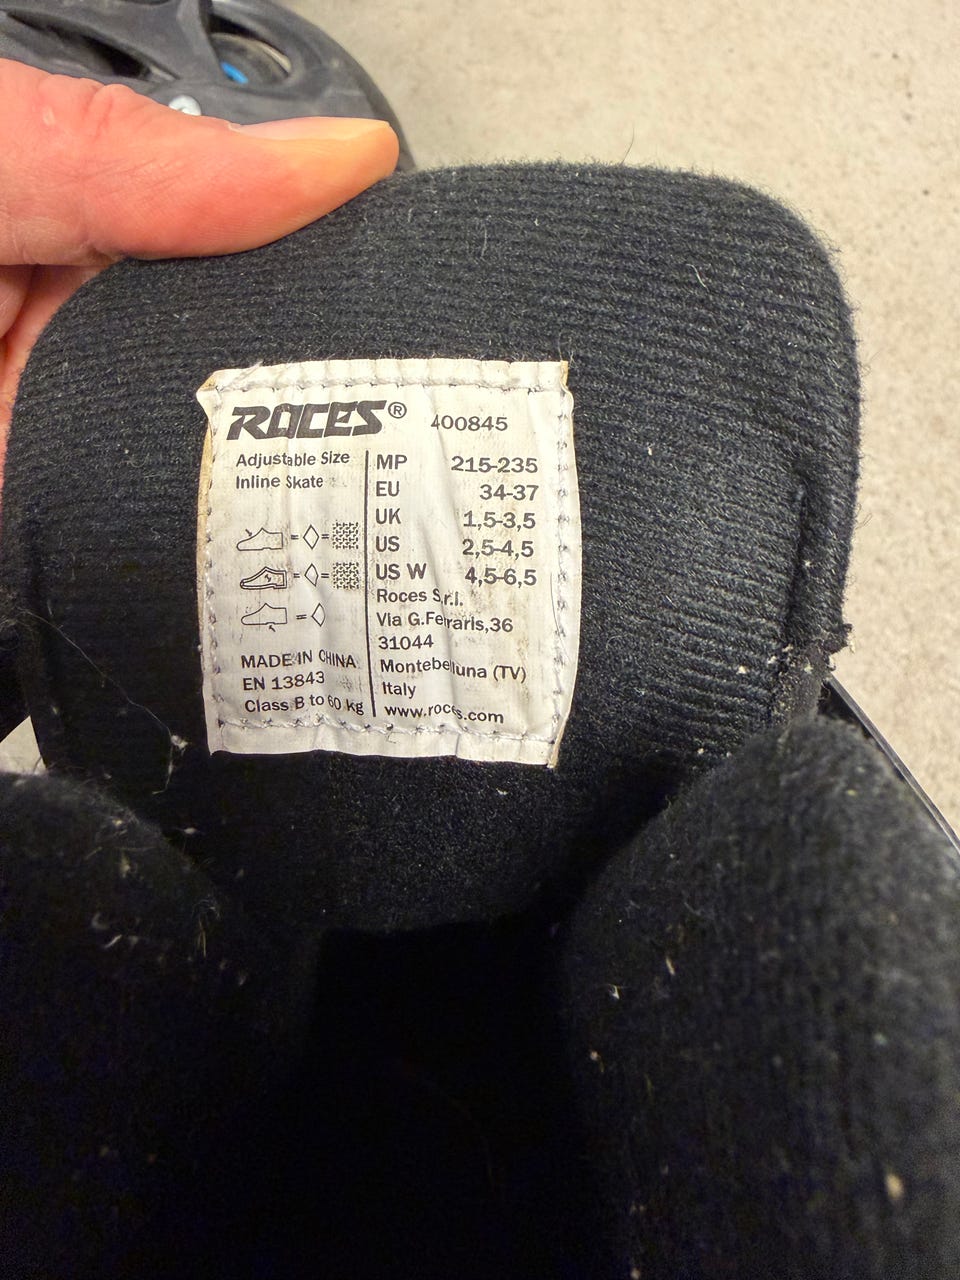 ROCES® 400845
Adjustable Size
Inline Skate
MADE IN CHINA
EN 13843
Class B to 60 kg
MP 215-235
EU 34-37
UK 1,5-3,5
US 2,5-4,5
US W 4,5-6,5
Roces S.r.l.
Via G.Ferraris,36
31044
Montebelluna (TV)
Italy
www.roces.com